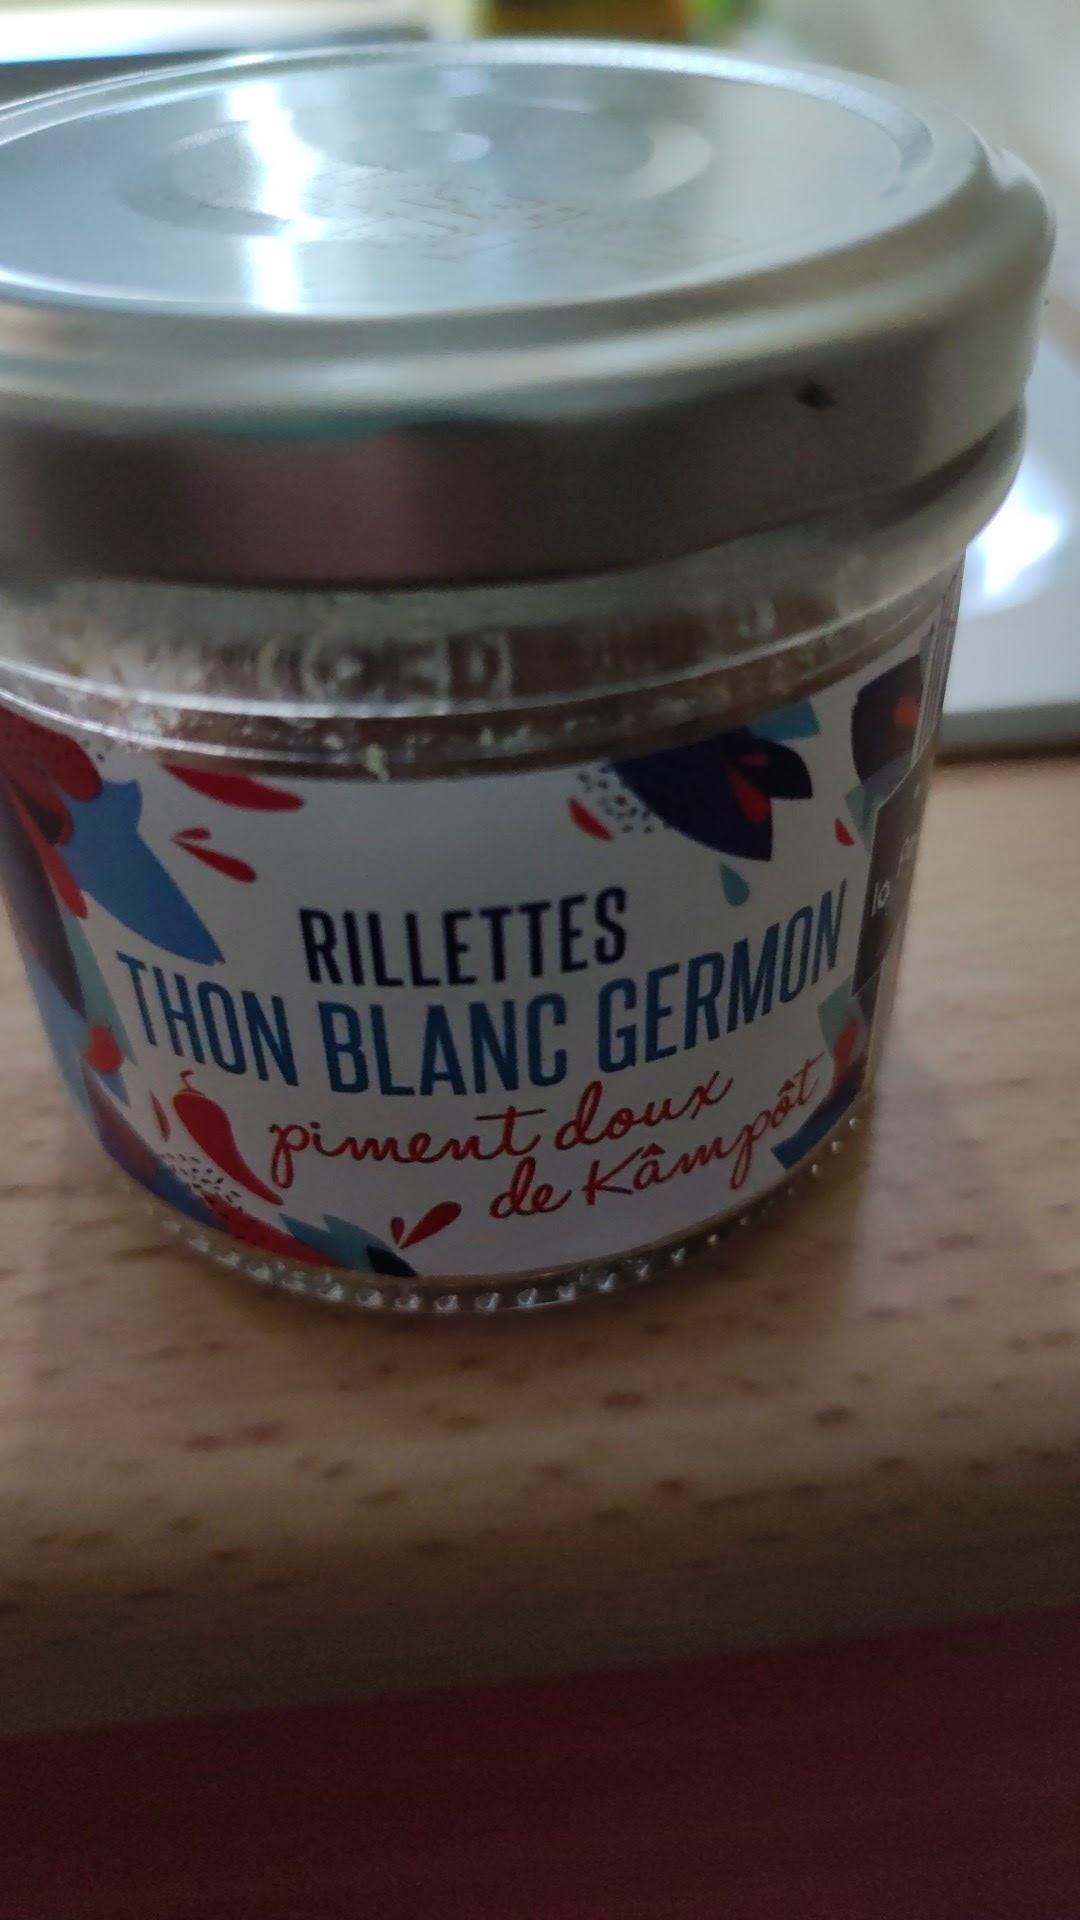 RILLETTES
THON BLANC GERMON
piment doux
de Kâmpôt